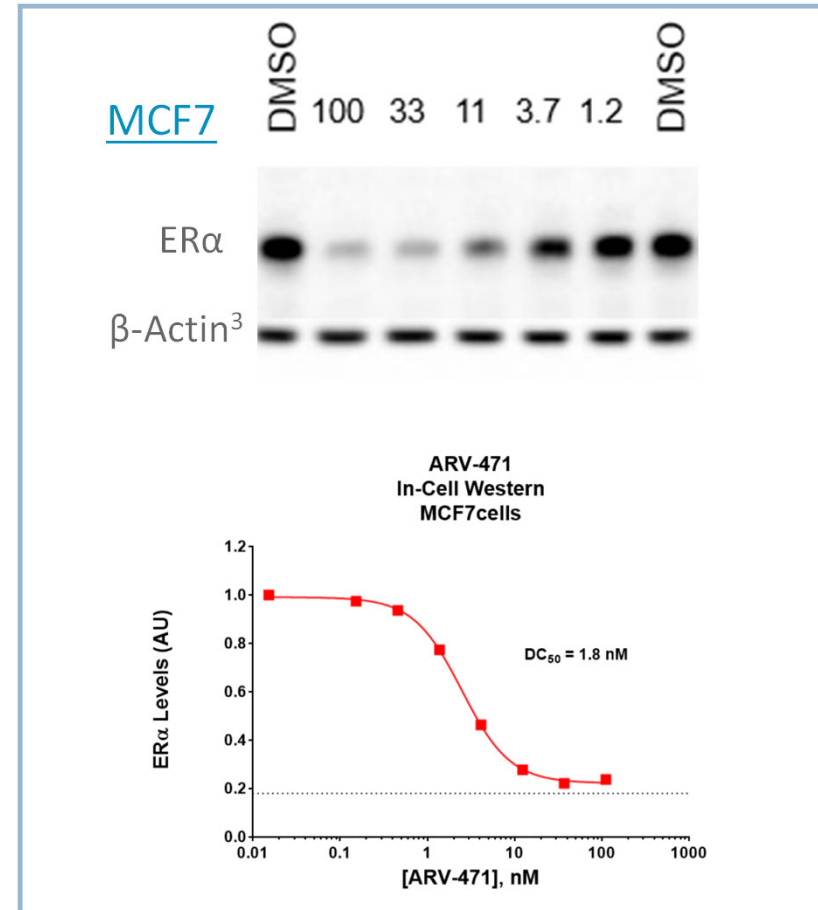 MCF7 DMSO 100 33 11 3.7 1.2 DMSO
ERα
β-Actin³
ARV-471
In-Cell Western
MCF7cells
1.2
1.0
0.8
0.6
0.4
0.2
0.0
ERα Levels (AU)
DC₅₀ = 1.8 nM
0.01 0.1 1 10 100 1000
[ARV-471], nM